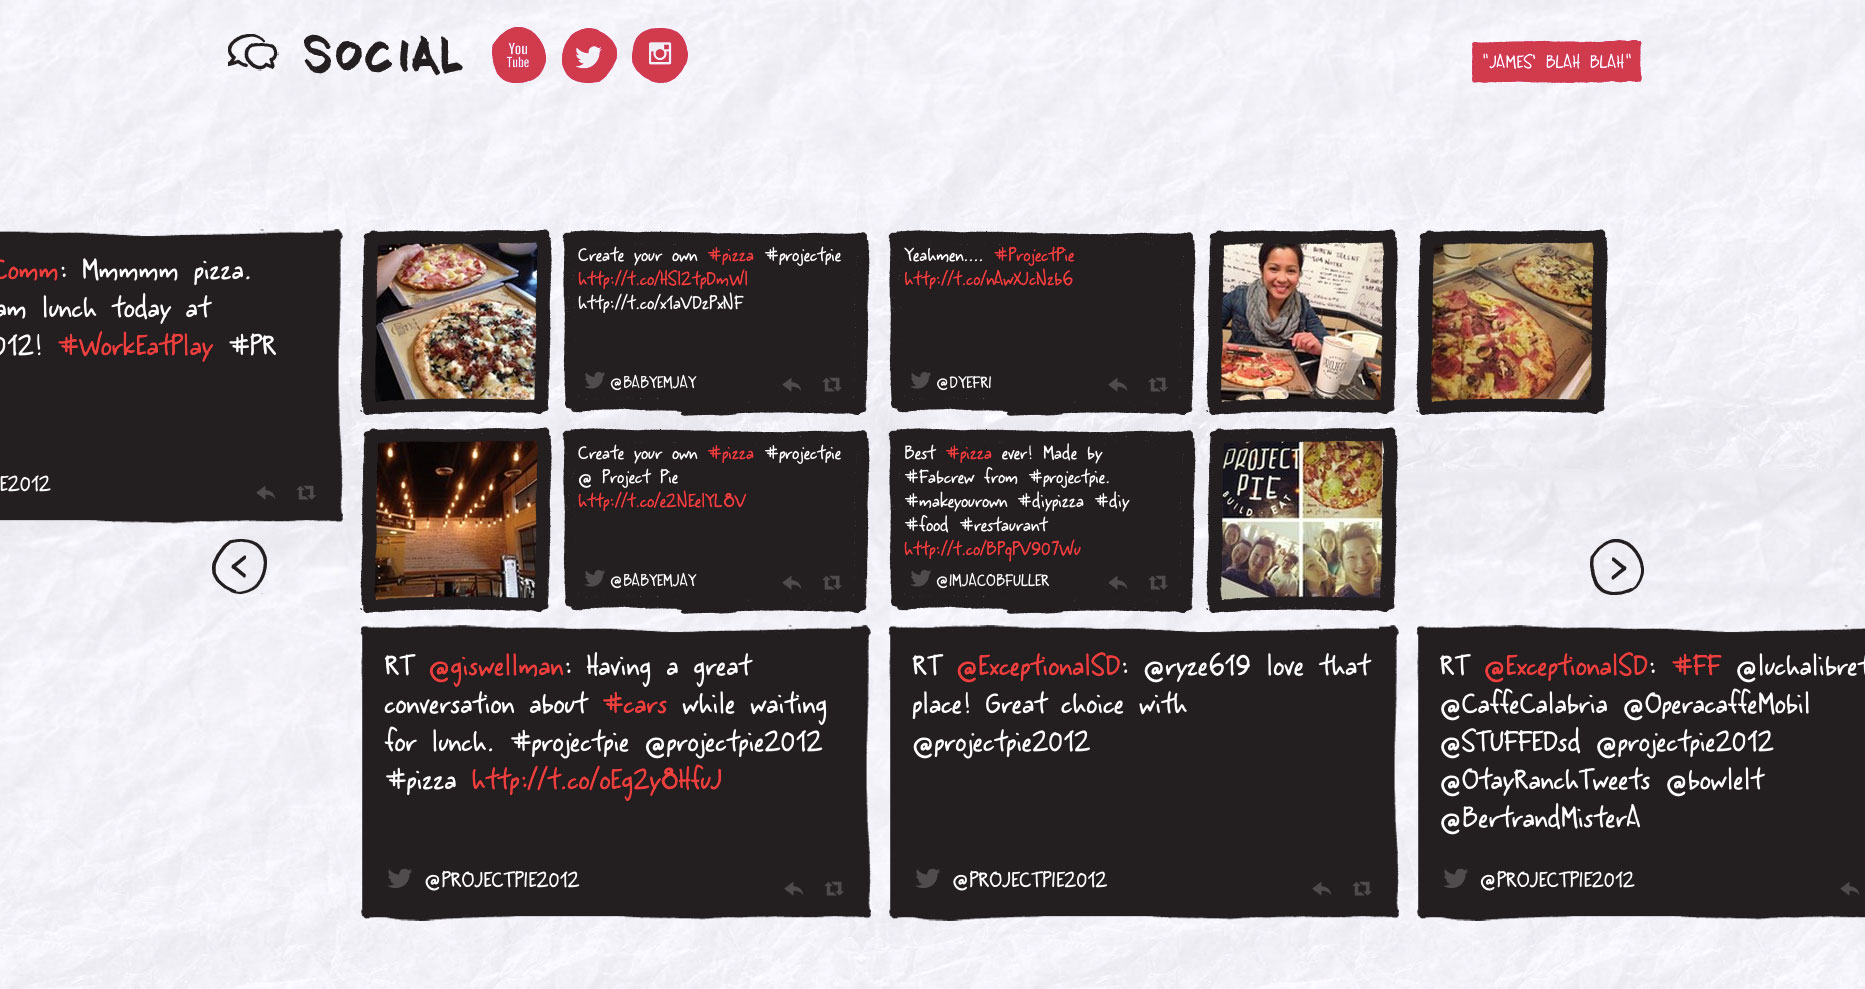 SOCIAL
You
Tube
"JAMES' BLAH BLAH"
Comm: Mmmmm pizza.
am lunch today at
012! #WorkEatPlay #PR
E2012
Create your own #pizza #projectpie
http://t.co/HSl2tpDmWl
http://t.co/x1aVDzPxNF
@BABYEMJAY
Yeahmen.... #ProjectPie
http://t.co/nAwXJcNzb6
@DYEFRI
PROJECT
Create your own #pizza #projectpie
@ Project Pie
http://t.co/e2NEelYL8V
@BABYEMJAY
Best #pizza ever! Made by
#Fabcrew from #projectpie.
#makeyourown #diypizza #diy
#food #restaurant
http://t.co/BPqPV9O7Wu
@IMJACOBFULLER
PROJECT
PIE
BUILD. EAT
RT @giswellman: Having a great
conversation about #cars while waiting
for lunch. #projectpie @projectpie2012
#pizza http://t.co/oEg2y8HfuJ
@PROJECTPIE2012
RT @ExceptionalSD: @ryze619 love that
place! Great choice with
@projectpie2012
@PROJECTPIE2012
RT @ExceptionalSD: #FF @luchalibret
@CaffeCalabria @OperacaffeMobil
@STUFFEDsd @projectpie2012
@OtayRanchTweets @bowlelt
@BertrandMisterA
@PROJECTPIE2012